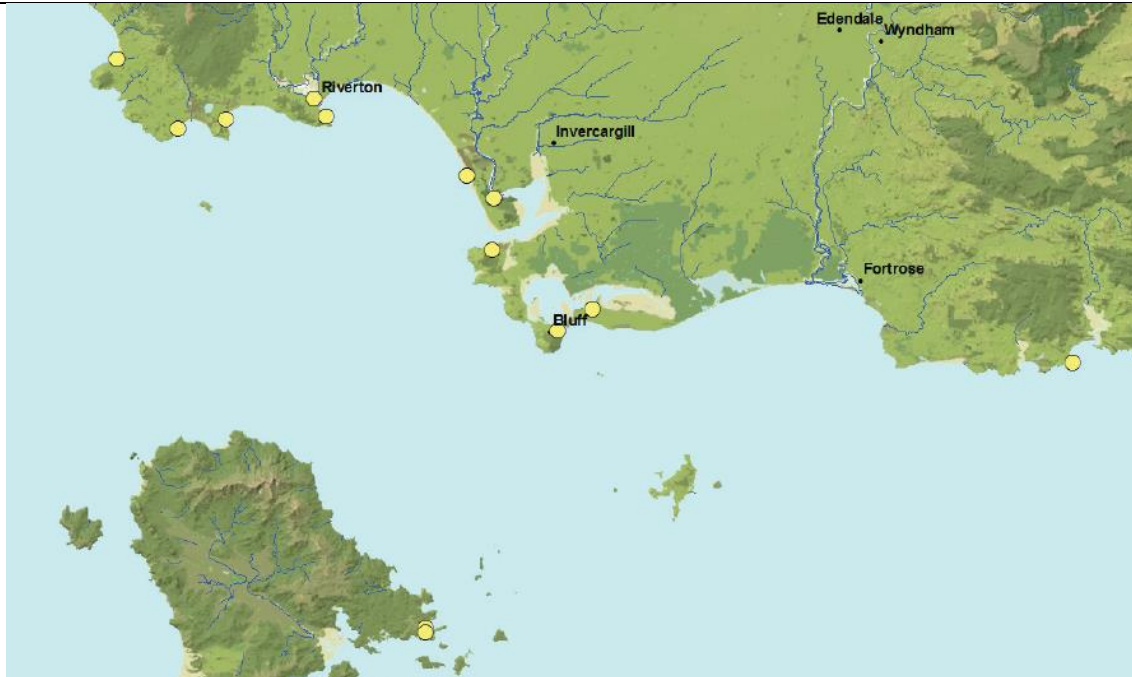 Edendale
Wyndham
Riverton
Invercargill
Fortrose
Bluff